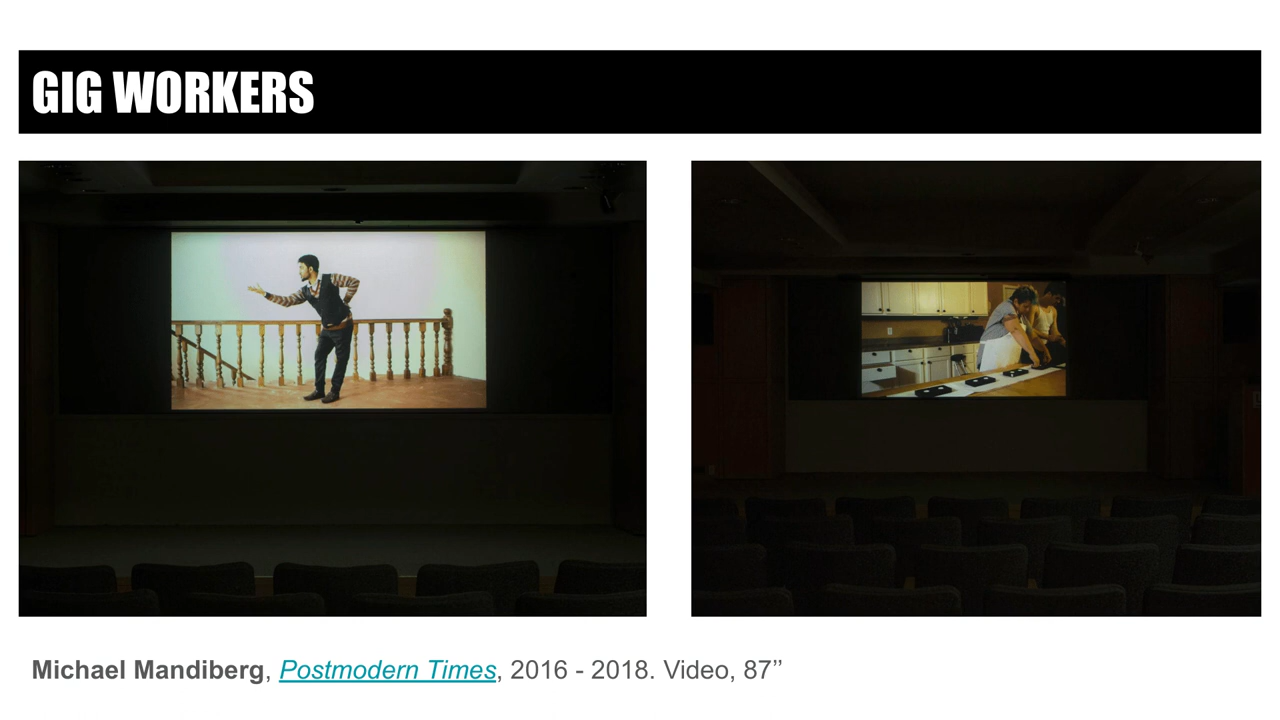 GIG WORKERS
Michael Mandiberg, Postmodern Times, 2016 - 2018. Video, 87’’